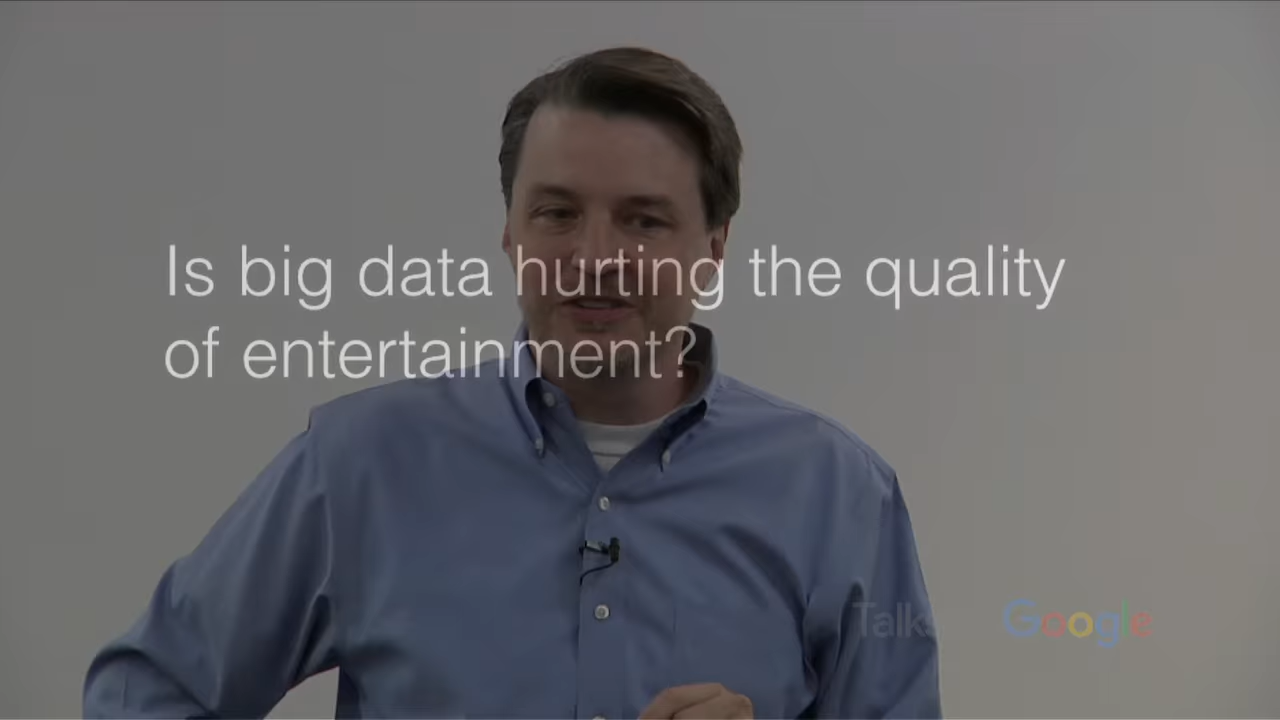 Is big data hurting the quality
of entertainment?
Talks Google